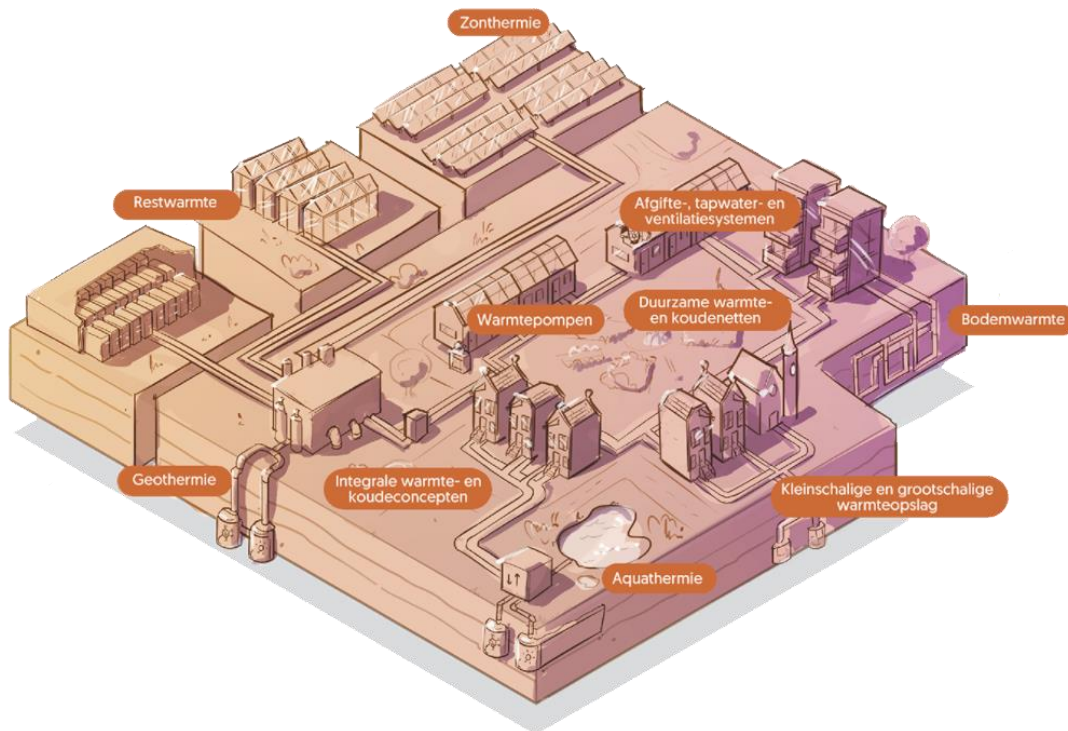 Zonthermie
Restwarmte
Afgifte-, tapwater- en
ventilatiesystemen
Warmtepompen
Duurzame warmte-
en koudenetten
Bodemwarmte
Geothermie
Integrale warmte- en
koudeconcepten
Kleinschalige en grootschalige
warmteopslag
Aquathermie